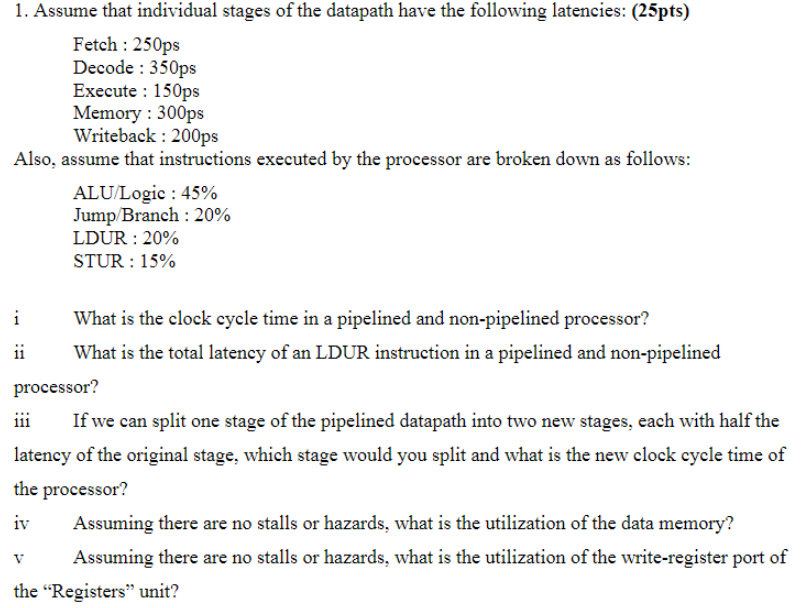 1. Assume that individual stages of the datapath have the following latencies: (25pts)
Fetch : 250ps
Decode : 350ps
Execute : 150ps
Memory : 300ps
Writeback : 200ps
Also, assume that instructions executed by the processor are broken down as follows:
ALU/Logic : 45%
Jump/Branch : 20%
LDUR : 20%
STUR : 15%
i What is the clock cycle time in a pipelined and non-pipelined processor?
ii What is the total latency of an LDUR instruction in a pipelined and non-pipelined
processor?
iii If we can split one stage of the pipelined datapath into two new stages, each with half the
latency of the original stage, which stage would you split and what is the new clock cycle time of
the processor?
iv Assuming there are no stalls or hazards, what is the utilization of the data memory?
v Assuming there are no stalls or hazards, what is the utilization of the write-register port of
the “Registers” unit?